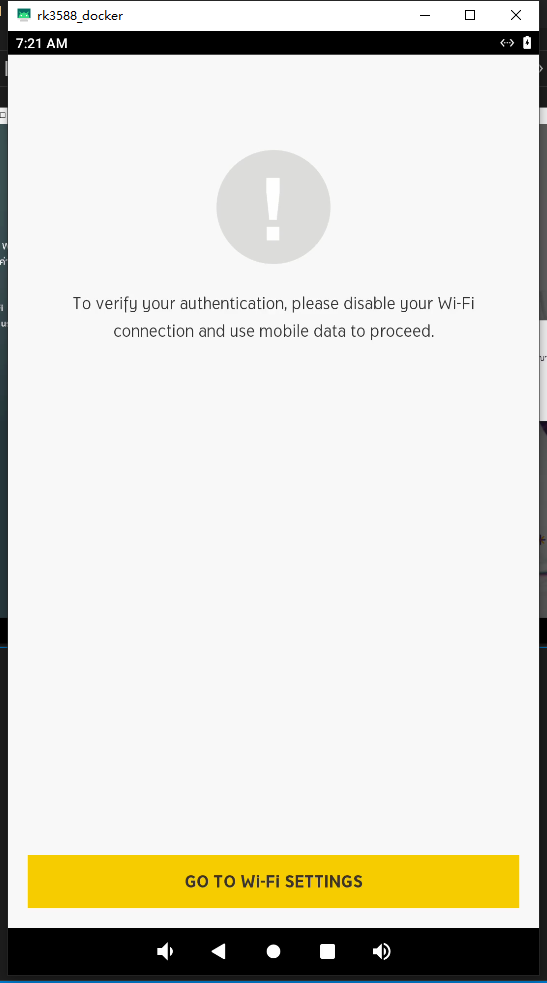 rk3588_docker
7:21 AM
To verify your authentication, please disable your Wi-Fi
connection and use mobile data to proceed.
GO TO Wi-Fi SETTINGS